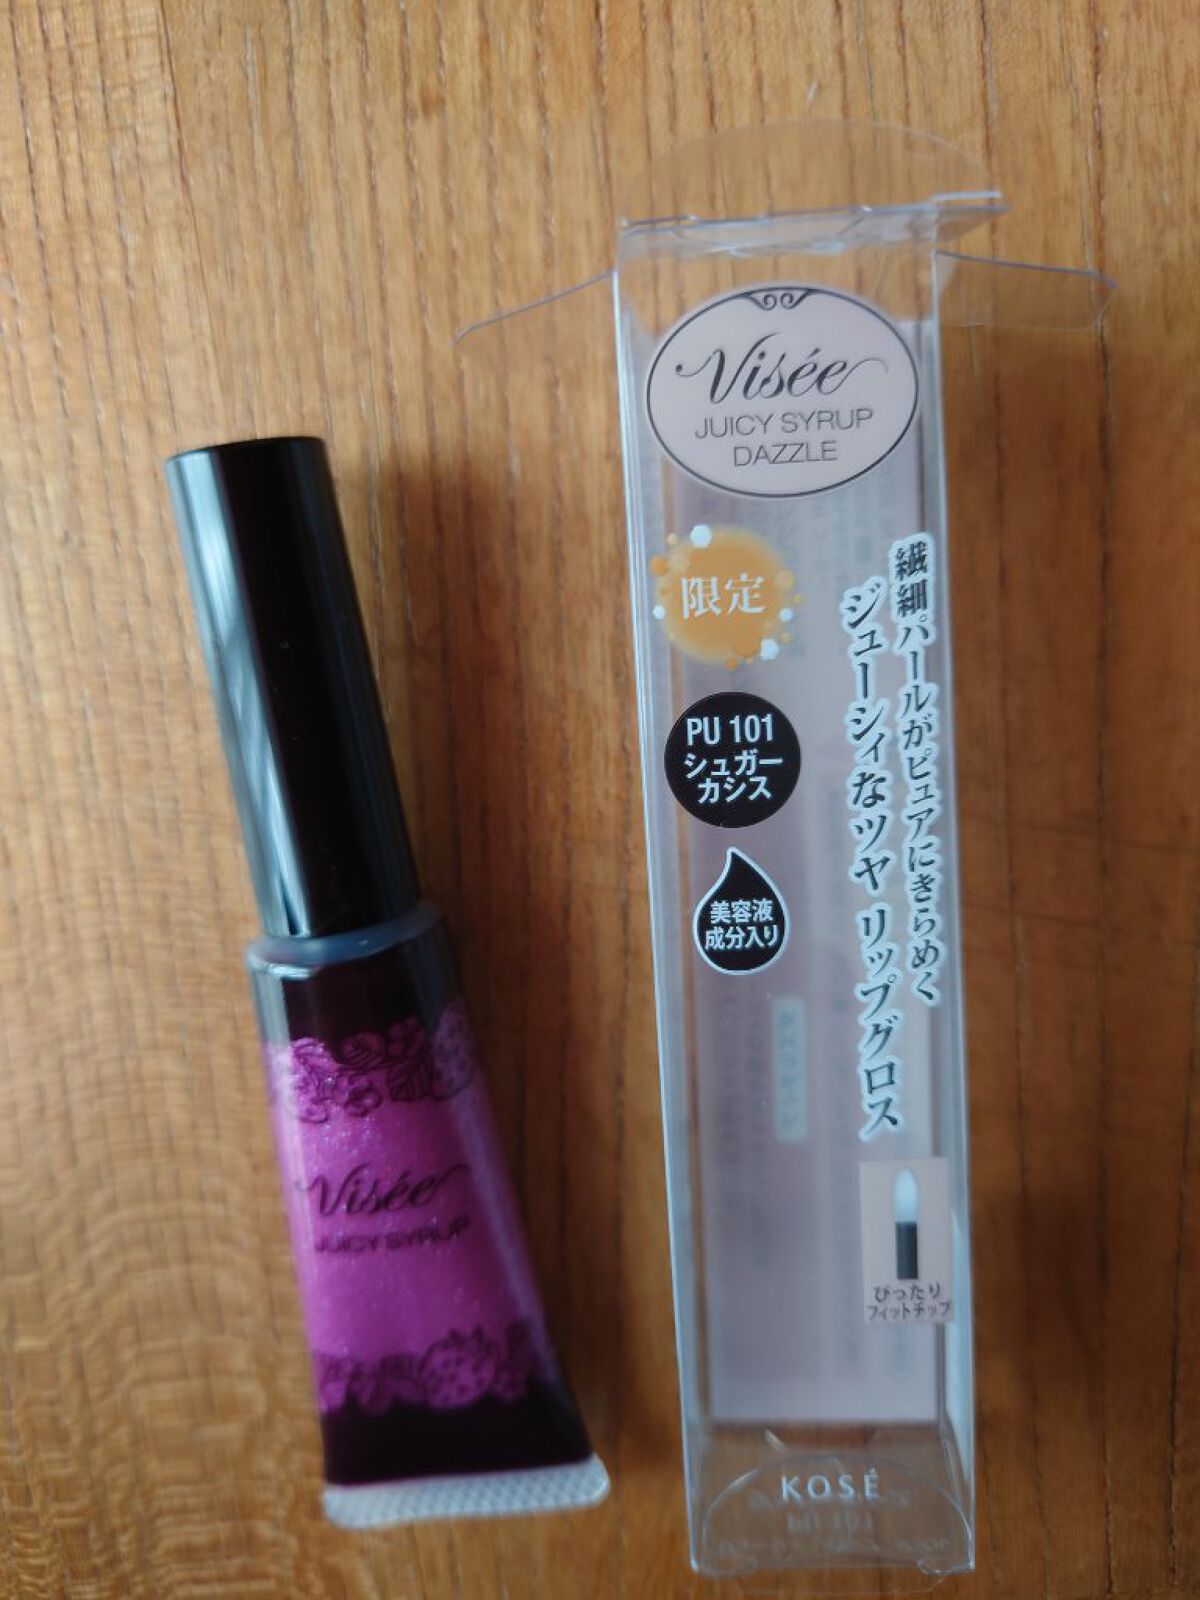 Visée
JUICY SYRUP
DAZZLE
限定
繊細パールがピュアにきらめく
ジューシィなツヤ リップグロス
PU 101
シュガー
カシス
美容液
成分入り
ぴったり
フィットチップ
KOSÉ
Visée
JUICY SYRUP